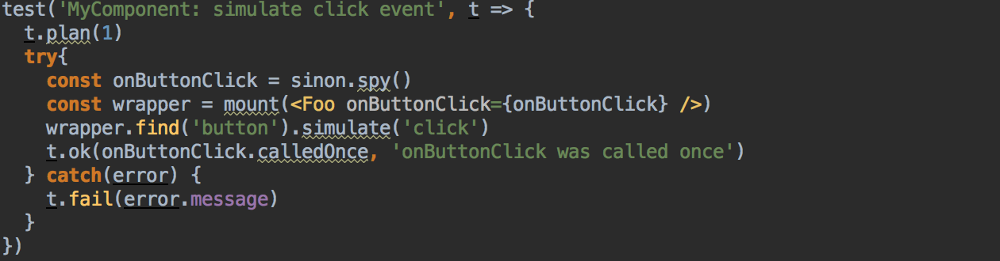 test('MyComponent: simulate click event', t => {
  t.plan(1)
  try{
    const onButtonClick = sinon.spy()
    const wrapper = mount(<Foo onButtonClick={onButtonClick} />)
    wrapper.find('button').simulate('click')
    t.ok(onButtonClick.calledOnce, 'onButtonClick was called once')
  } catch(error) {
    t.fail(error.message)
  }
})